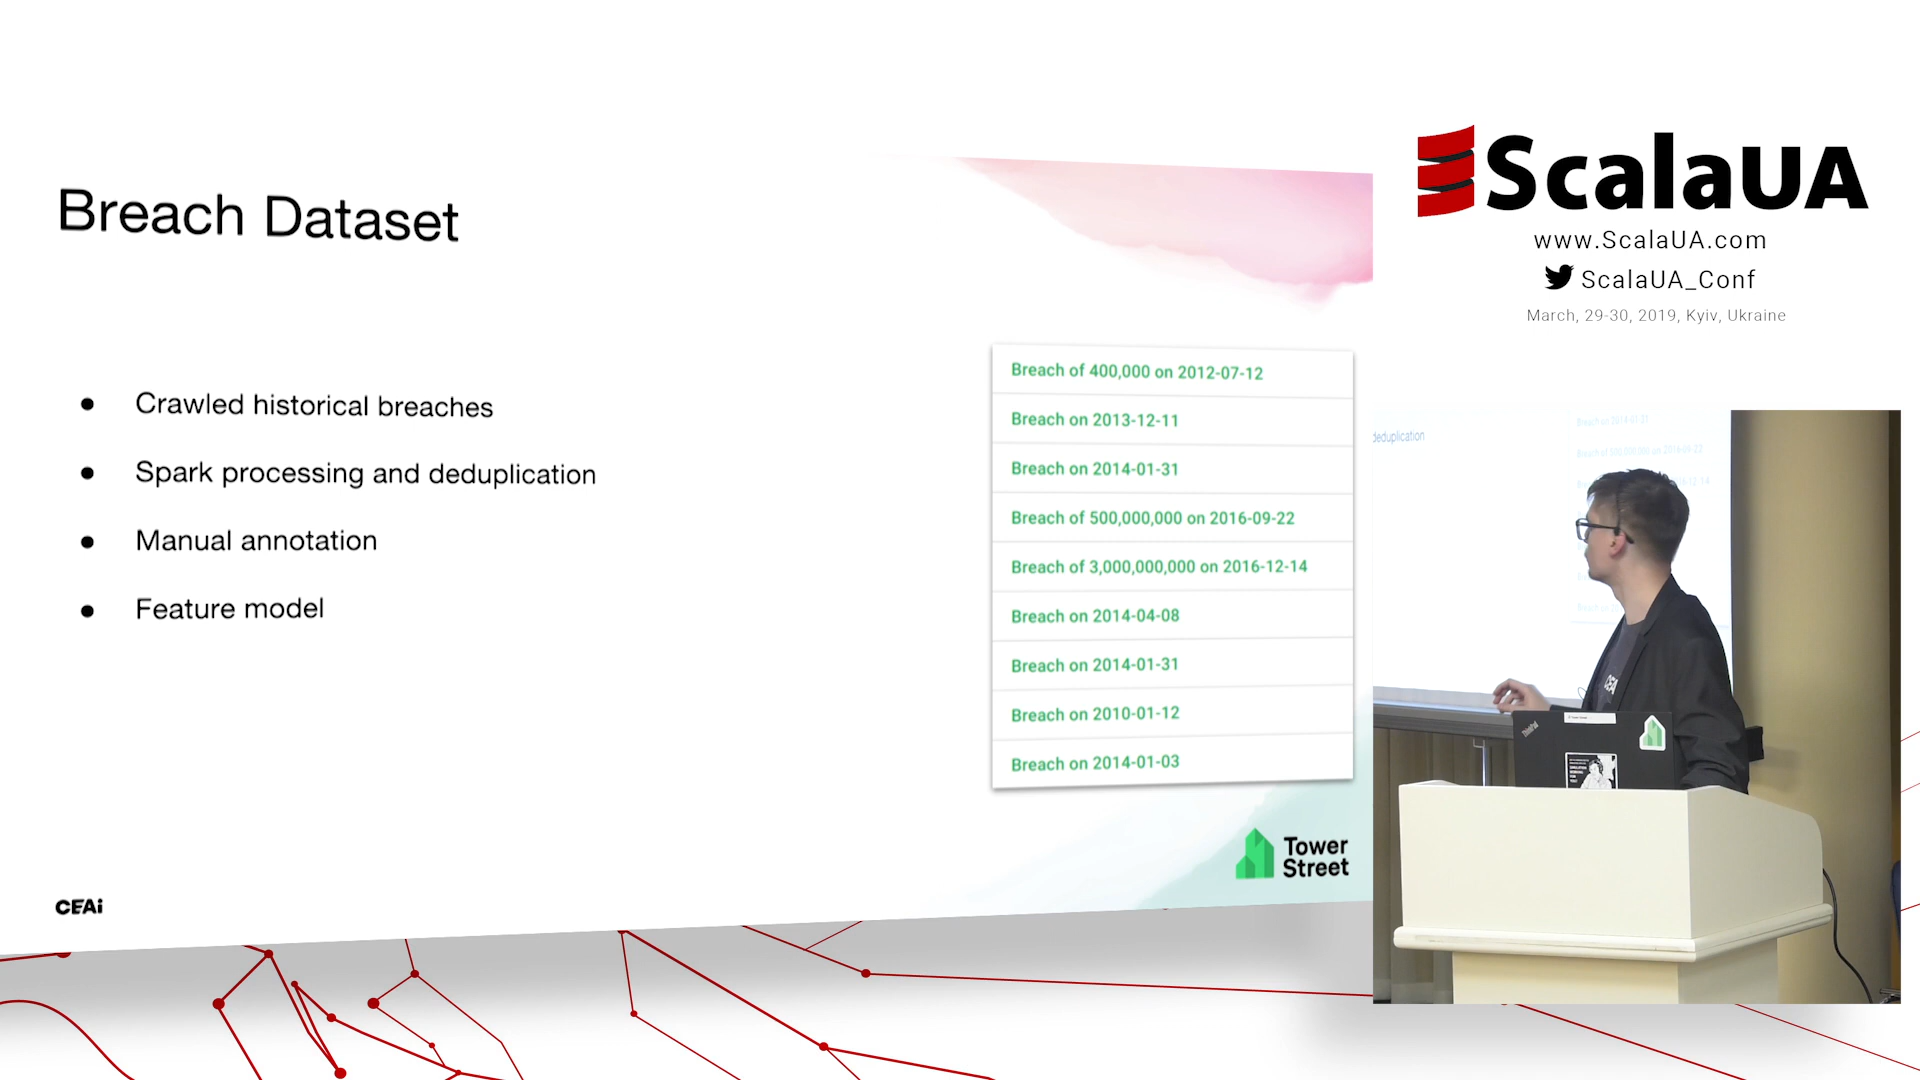 Breach Dataset
Crawled historical breaches
Spark processing and deduplication
Manual annotation
Feature model
Breach of 400,000 on 2012-07-12
Breach on 2013-12-11
Breach on 2014-01-31
Breach of 500,000,000 on 2016-09-22
Breach of 3,000,000,000 on 2016-12-14
Breach on 2014-04-08
Breach on 2014-01-31
Breach on 2010-01-12
Breach on 2014-01-03
Tower
Street
CEAi
ScalaUA
www.ScalaUA.com
ScalaUA_Conf
March, 29-30, 2019, Kyiv, Ukraine
deduplication
ThinkPad